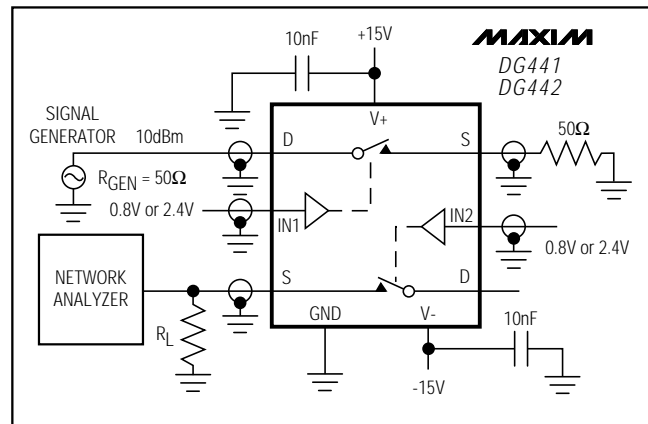 +15V
10nF
MAXIM
DG441
DG442
SIGNAL
GENERATOR
10dBm
V+
D
S
50Ω
RGEN = 50Ω
0.8V or 2.4V
IN1
IN2
0.8V or 2.4V
NETWORK
ANALYZER
S
D
RL
GND
V-
10nF
-15V